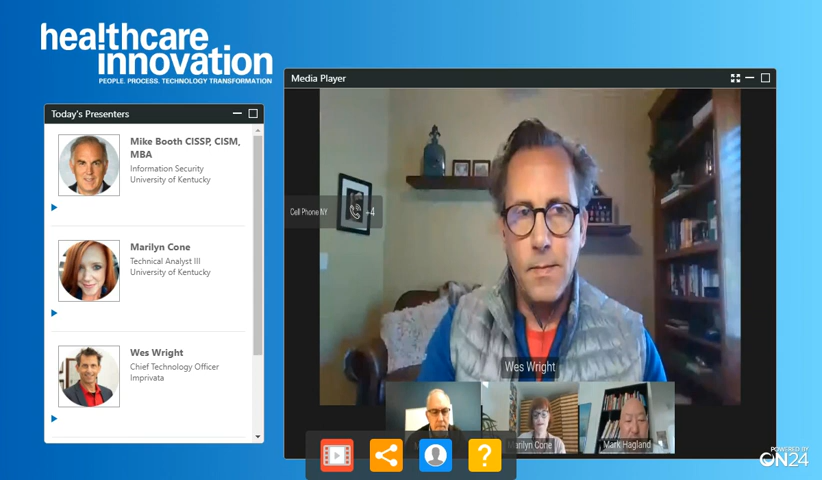 healthcare
innovation
PEOPLE. PROCESS. TECHNOLOGY TRANSFORMATION
Today's Presenters
Mike Booth CISSP, CISM,
MBA
Information Security
University of Kentucky
Marilyn Cone
Technical Analyst III
University of Kentucky
Wes Wright
Chief Technology Officer
Imprivata
Media Player
Cell Phone NY
+4
Wes Wright
Marilyn Cone
Mark Hagland
?
POWERED BY
ON24